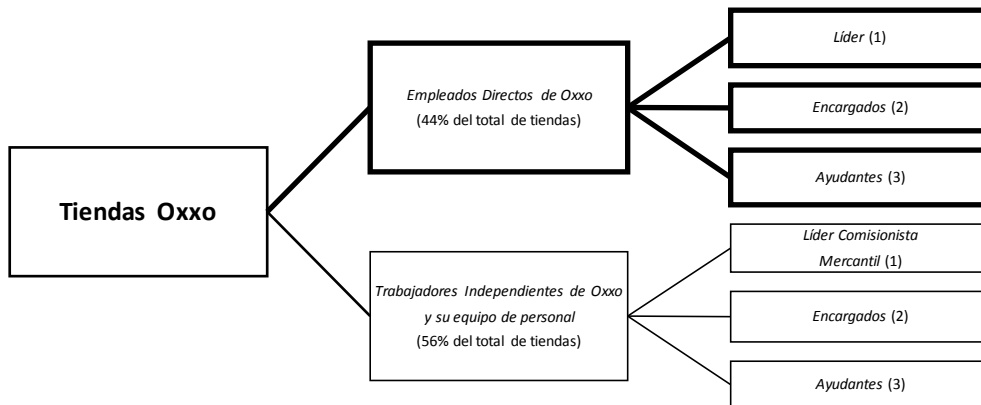 Tiendas Oxxo
Empleados Directos de Oxxo
(44% del total de tiendas)
Líder (1)
Encargados (2)
Ayudantes (3)
Trabajadores Independientes de Oxxo
y su equipo de personal
(56% del total de tiendas)
Líder Comisionista
Mercantil (1)
Encargados (2)
Ayudantes (3)